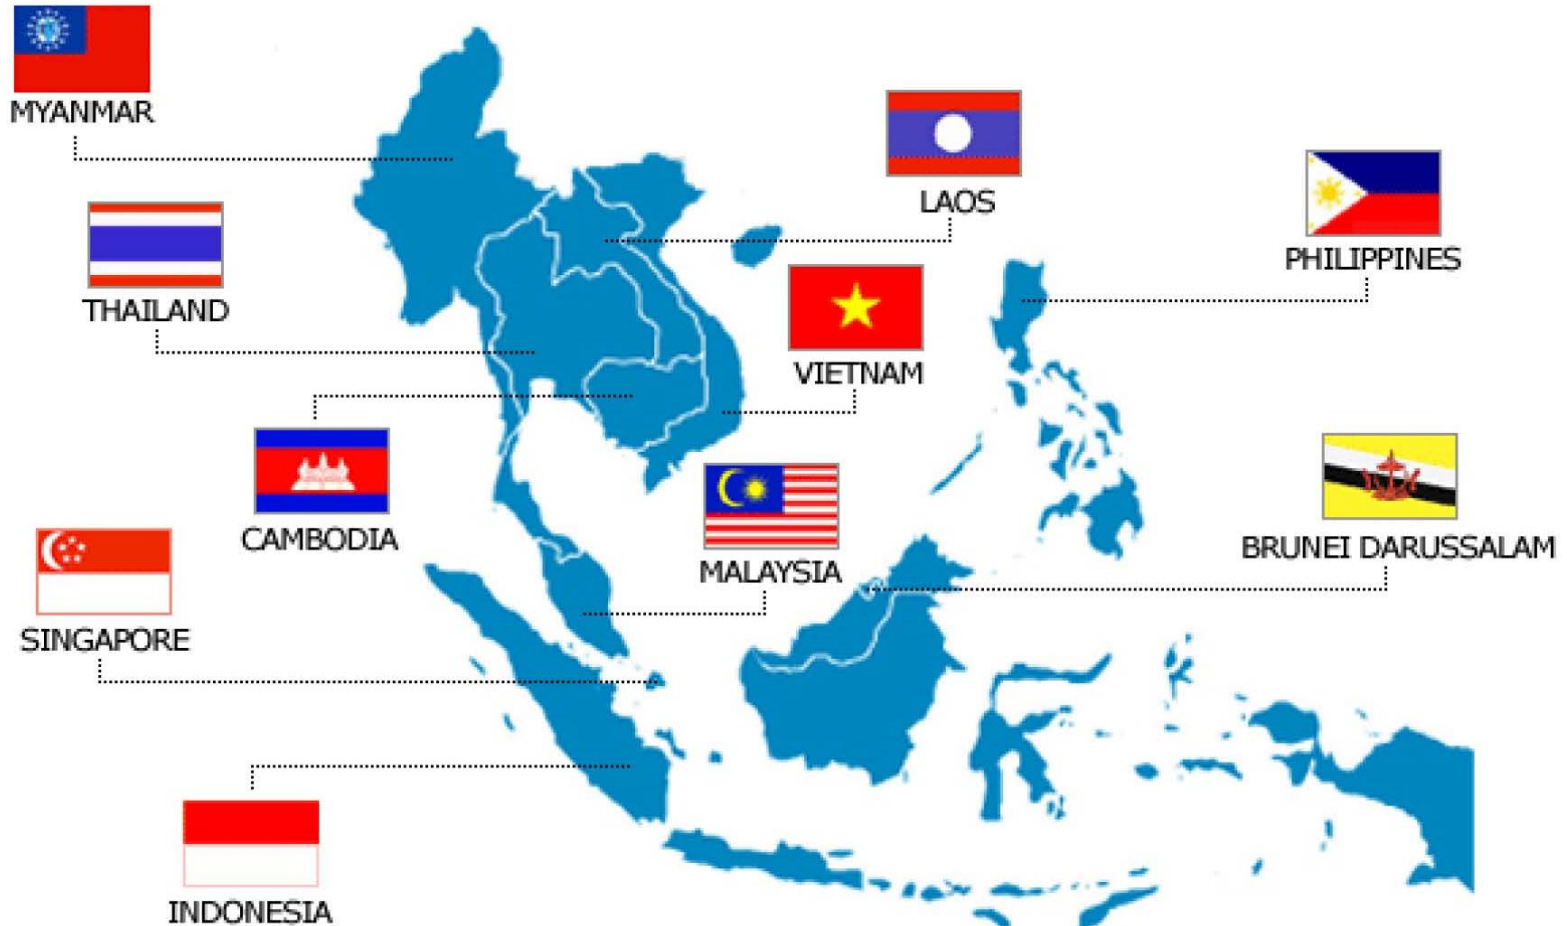 MYANMAR
LAOS
PHILIPPINES
THAILAND
VIETNAM
CAMBODIA
MALAYSIA
BRUNEI DARUSSALAM
SINGAPORE
INDONESIA